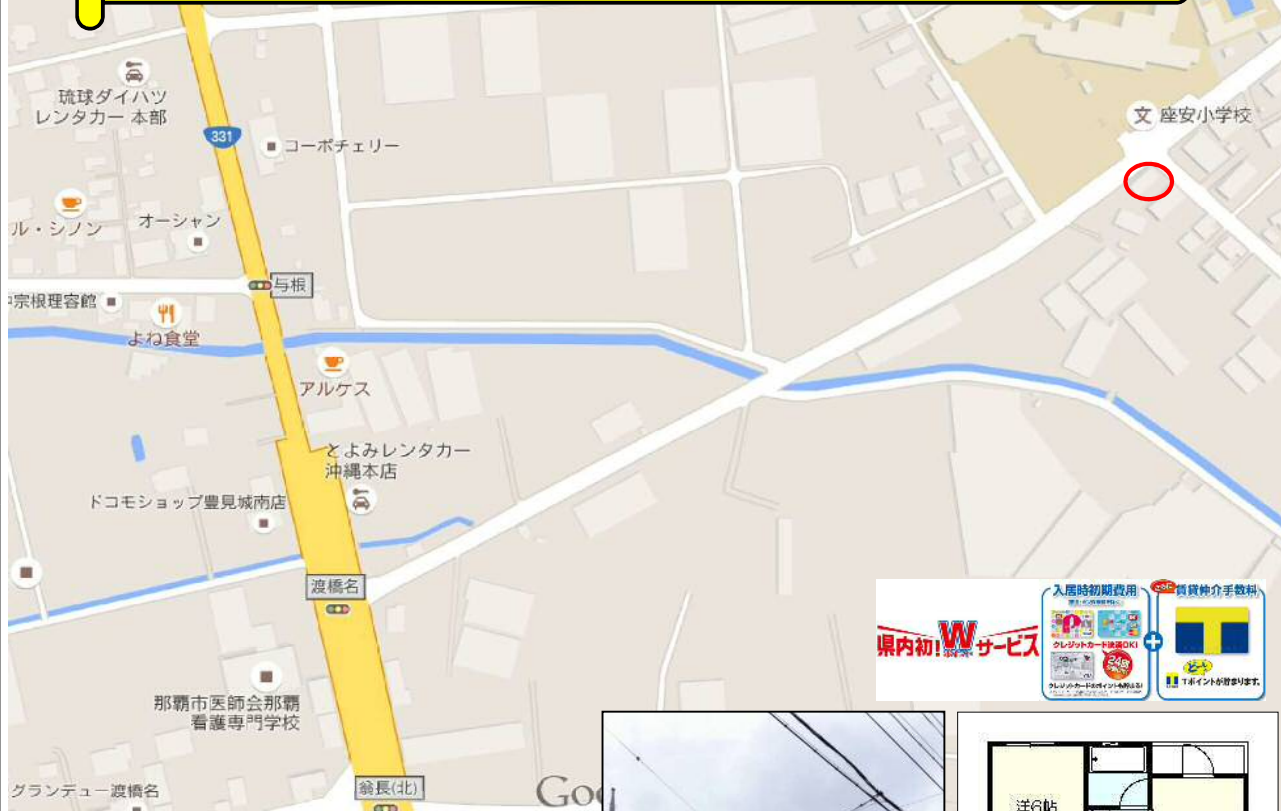 琉球ダイハツ
レンタカー 本部
331
コーポチェリー
文 座安小学校
ル・シノン
オーシャン
与根
宗根理容館
よね食堂
アルケス
とよみレンタカー
沖縄本店
ドコモショップ豊見城南店
渡橋名
入居時初期費用
賃貸仲介手数料
県内初!Wサービス
クレジットカード決済OK!
Tポイントが貯まります。
那覇市医師会那覇
看護専門学校
グランデュー渡橋名
翁長(北)
Goo
洋6帖